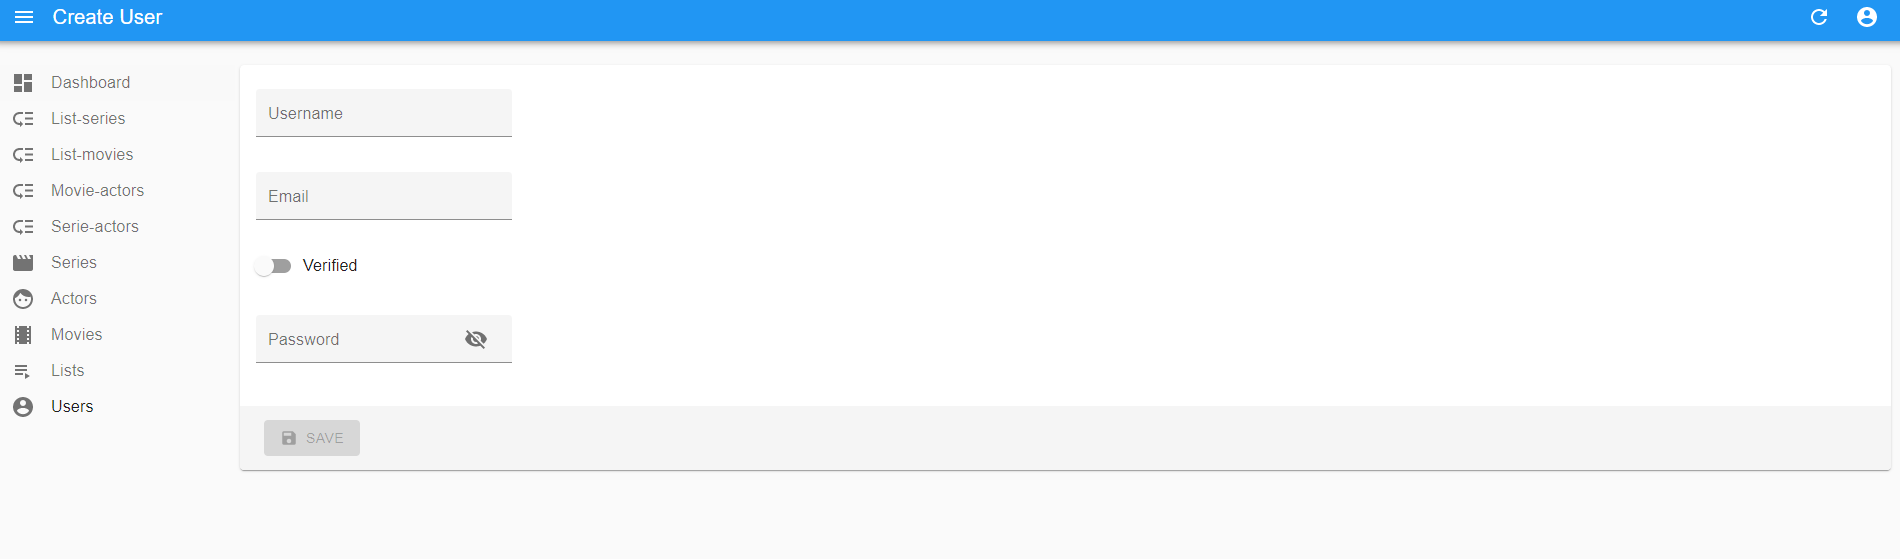 Create User
Dashboard
List-series
List-movies
Movie-actors
Serie-actors
Series
Actors
Movies
Lists
Users
Username
Email
Verified
Password
SAVE